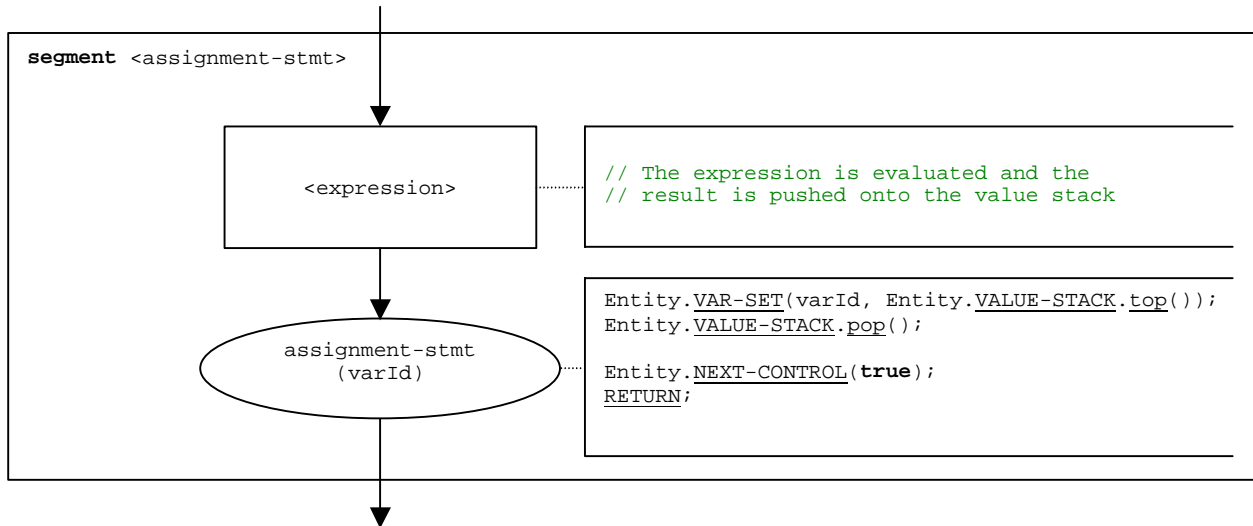 segment <assignment-stmt>
<expression>
// The expression is evaluated and the
// result is pushed onto the value stack
assignment-stmt
(varId)
Entity.VAR-SET(varId, Entity.VALUE-STACK.top());
Entity.VALUE-STACK.pop();
Entity.NEXT-CONTROL(true);
RETURN;